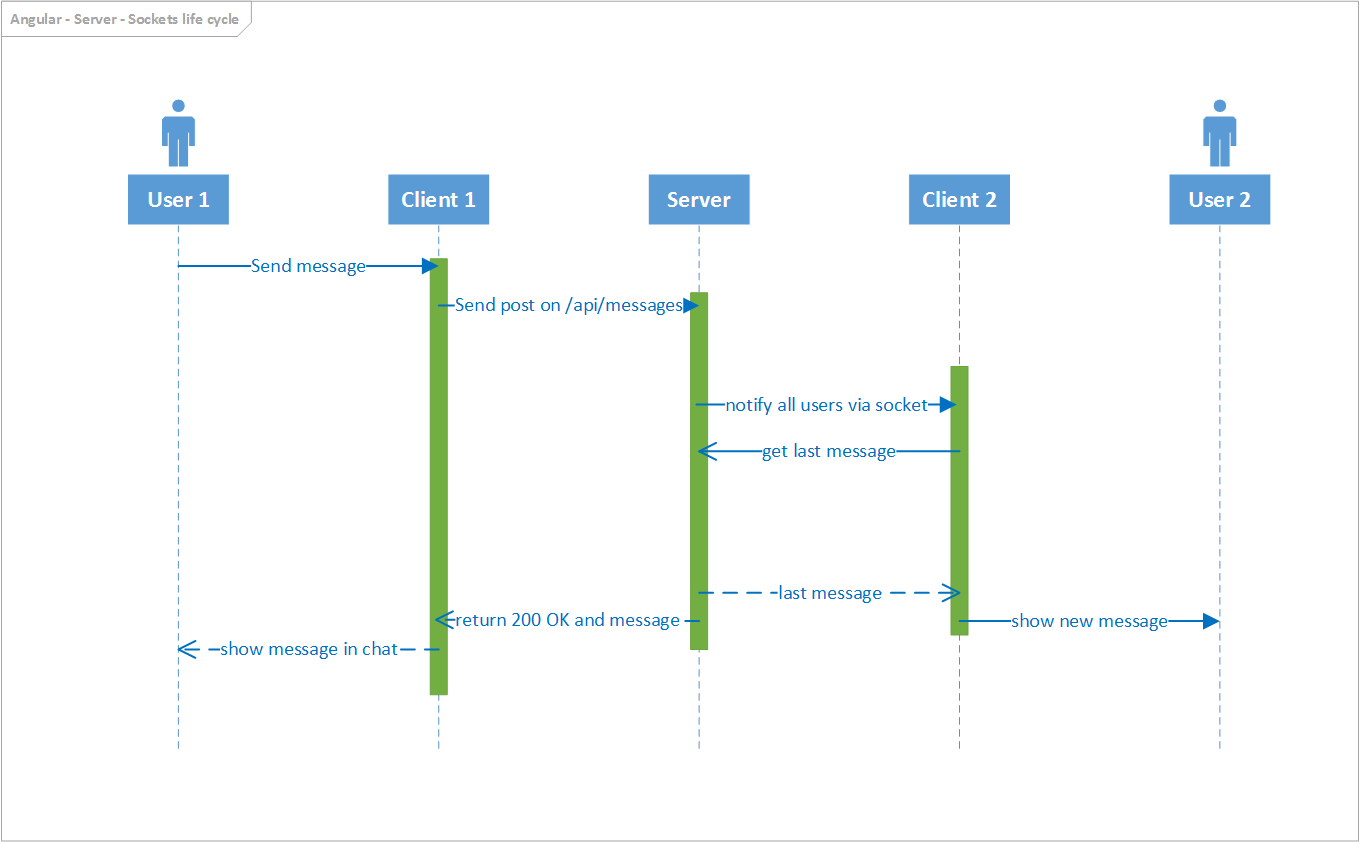 Angular - Server - Sockets life cycle
User 1
Client 1
Server
Client 2
User 2
Send message
Send post on /api/messages
notify all users via socket
get last message
last message
return 200 OK and message
show new message
show message in chat